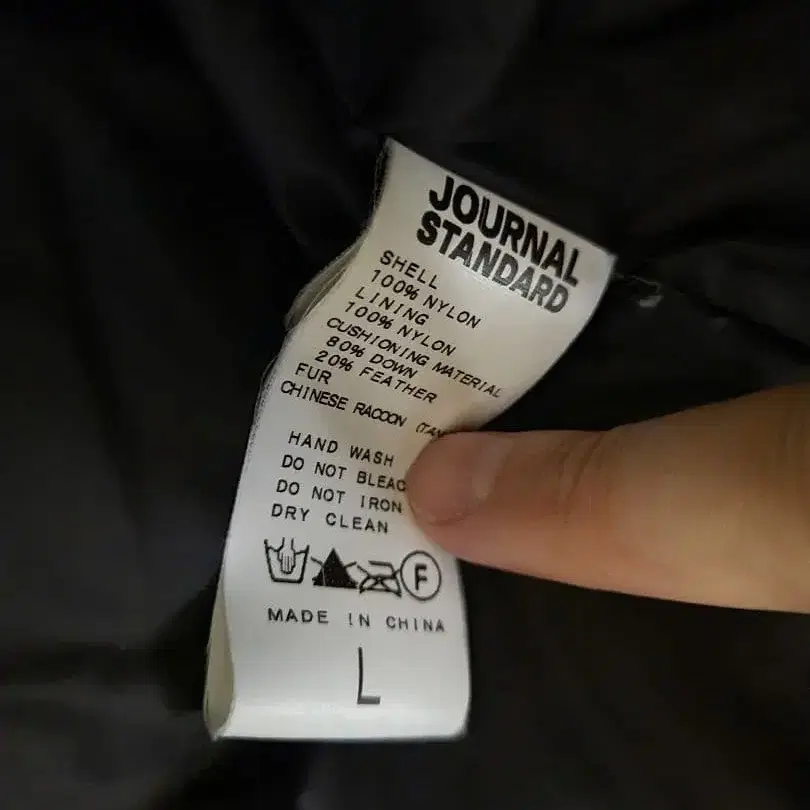 JOURNAL
STANDARD
SHELL
100% NYLON
LINING
100% NYLON
CUSHIONING MATERIAL
80% DOWN
20% FEATHER
FUR
CHINESE RACOON
HAND WASH
DO NOT
DO NOT IRON
DRY CLEAN
F
MADE IN CHINA
L